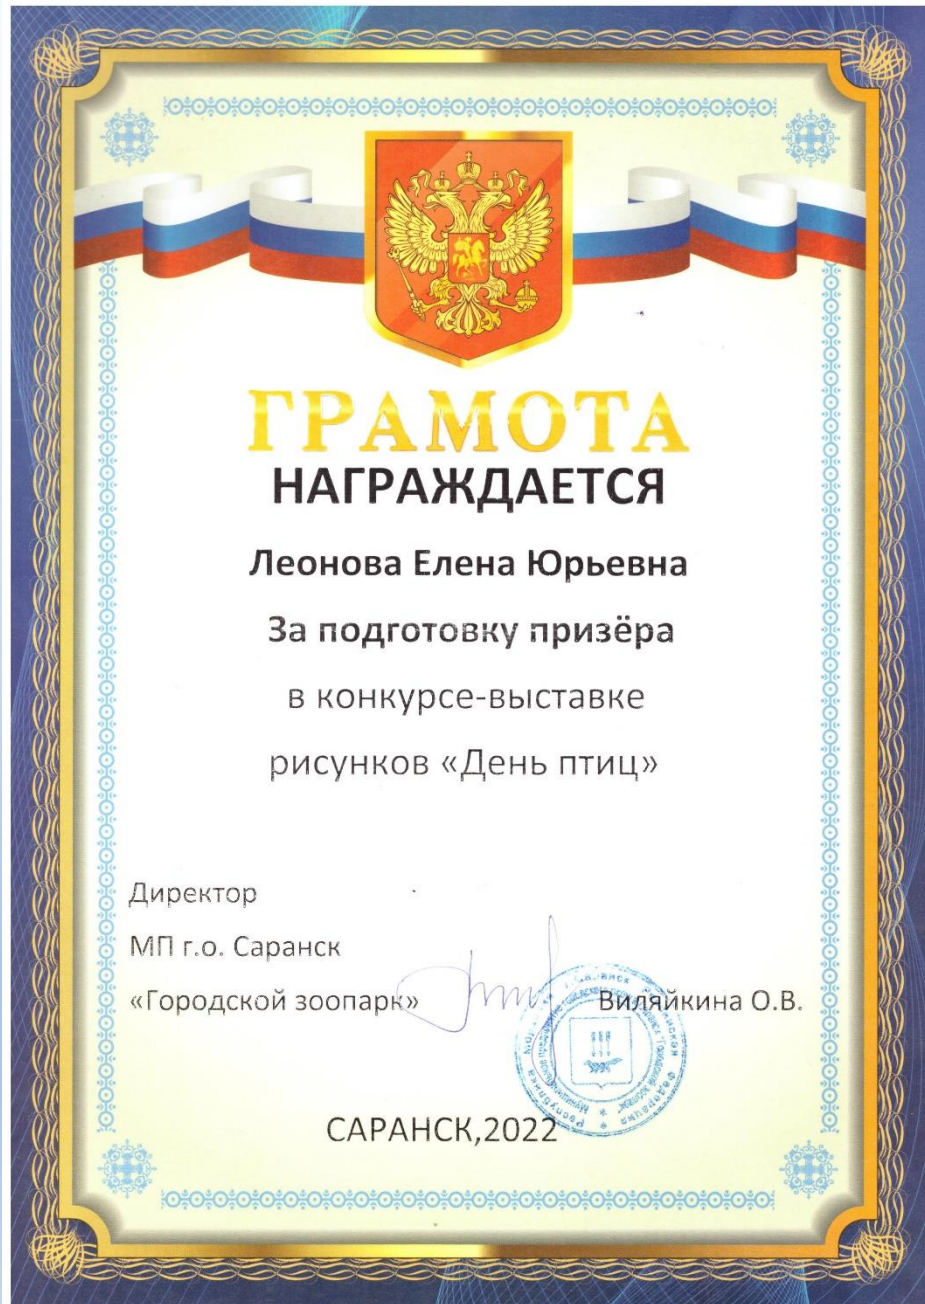 ГРАМОТА
НАГРАЖДАЕТСЯ
Леонова Елена Юрьевна
За подготовку призёра
в конкурсе-выставке
рисунков «День птиц»
Директор
МП г.о. Саранск
«Городской зоопарк» Виляйкина О.В.
САРАНСК,2022